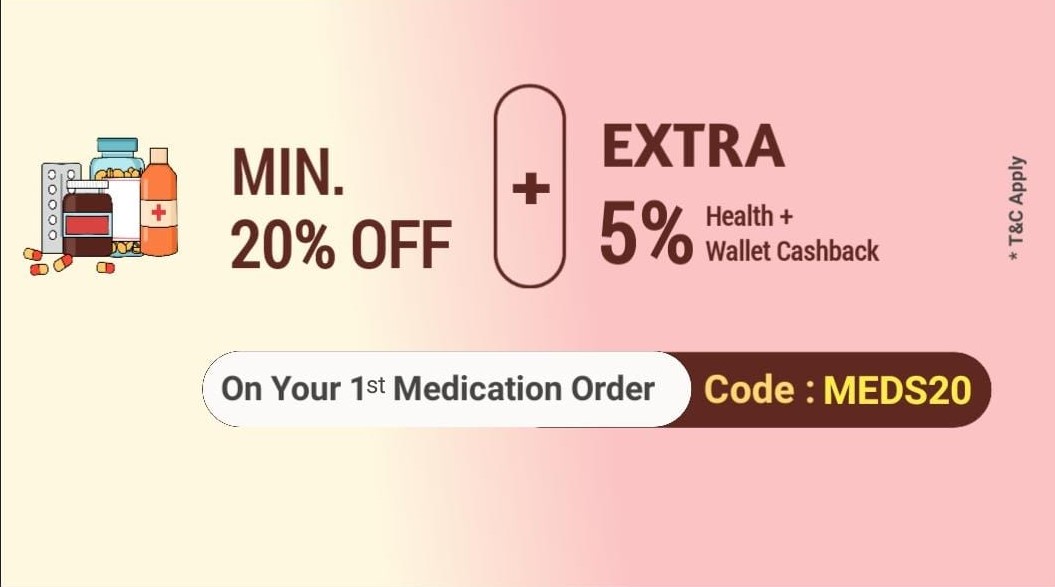 MIN.
20% OFF
+
EXTRA
5% Health +
Wallet Cashback
* T&C Apply
On Your 1st Medication Order
Code : MEDS20